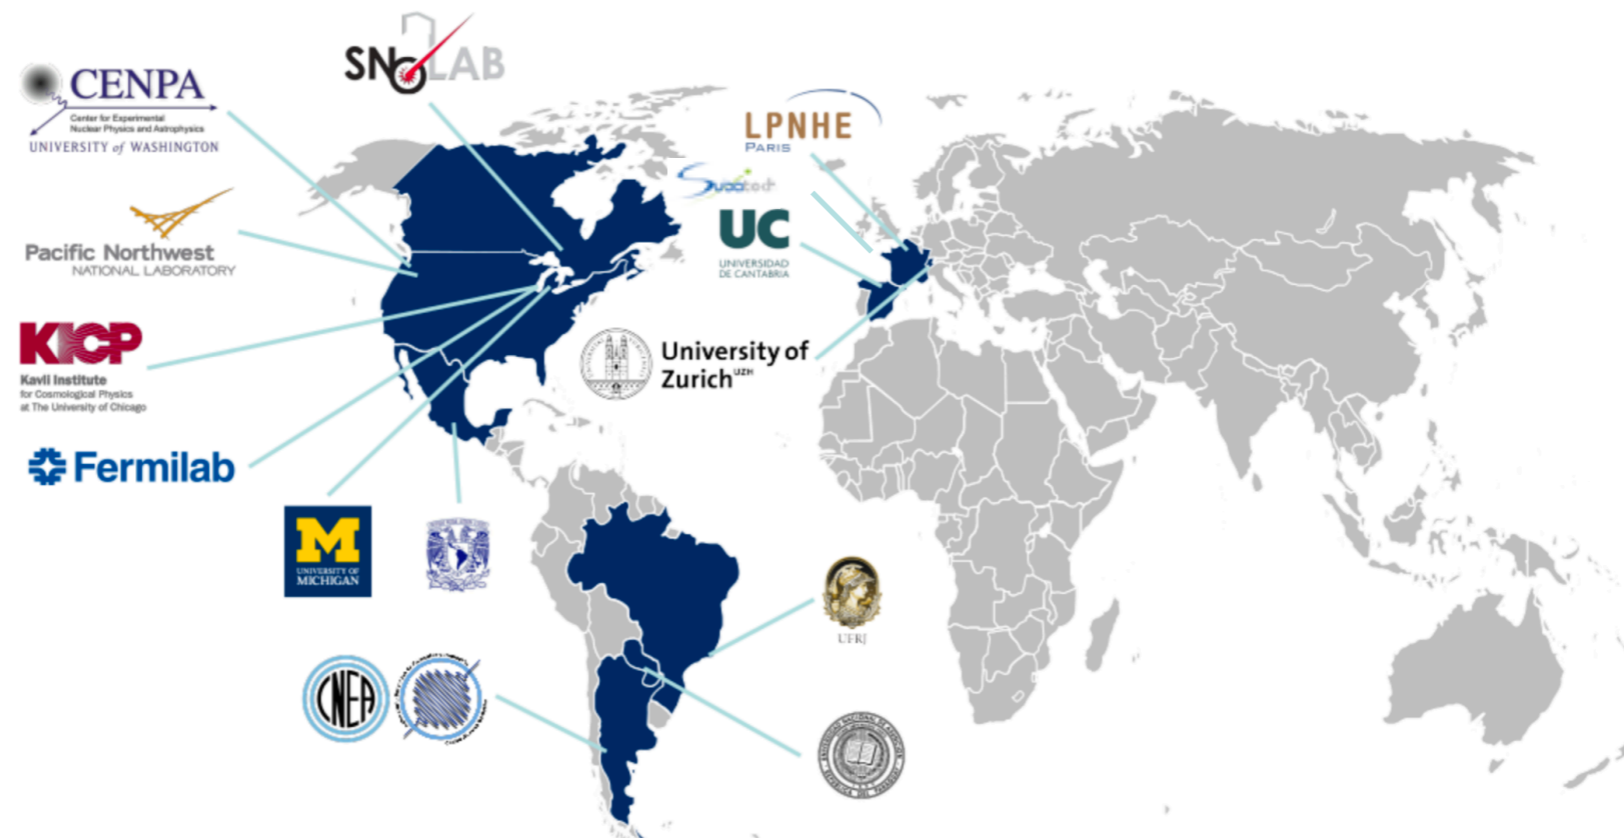 SNOLAB
CENPA
Center for Experimental
Nuclear Physics and Astrophysics
UNIVERSITY of WASHINGTON
LPNHE
PARIS
UC
UNIVERSIDAD
DE CANTABRIA
Pacific Northwest
NATIONAL LABORATORY
KICP
Kavli Institute
for Cosmological Physics
at The University of Chicago
University of
Zurich UZH
Fermilab
M
UNIVERSITY OF
MICHIGAN
UFRJ
CNEA